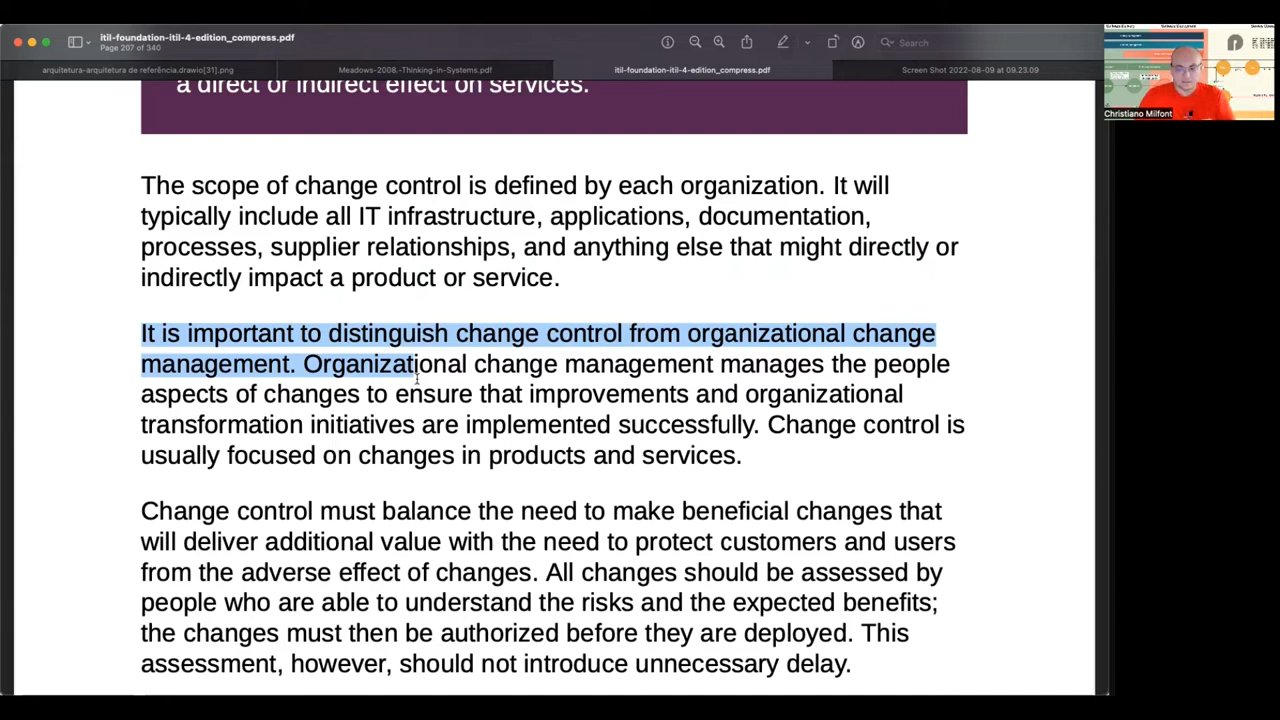 itil-foundation-itil-4-edition_compress.pdf
Page 207 of 340
Search
arquitetura-arquitetura de referência.drawio[31].png
Meadows-2008.-Thinking-in-Systems.pdf
itil-foundation-itil-4-edition_compress.pdf
Screen Shot 2022-08-09 at 09.23.09
Christiano Milfont
a direct or indirect effect on services.
The scope of change control is defined by each organization. It will
typically include all IT infrastructure, applications, documentation,
processes, supplier relationships, and anything else that might directly or
indirectly impact a product or service.
It is important to distinguish change control from organizational change
management. Organizational change management manages the people
aspects of changes to ensure that improvements and organizational
transformation initiatives are implemented successfully. Change control is
usually focused on changes in products and services.
Change control must balance the need to make beneficial changes that
will deliver additional value with the need to protect customers and users
from the adverse effect of changes. All changes should be assessed by
people who are able to understand the risks and the expected benefits;
the changes must then be authorized before they are deployed. This
assessment, however, should not introduce unnecessary delay.